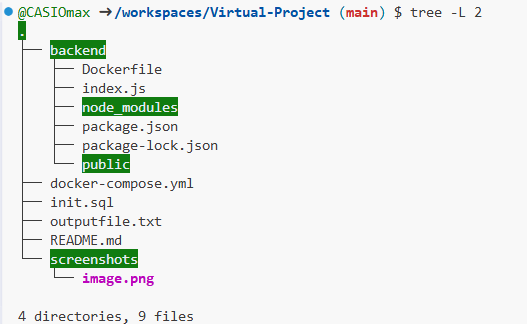 @CASIOmax ➜/workspaces/Virtual-Project (main) $ tree -L 2
.
├── backend
│   ├── Dockerfile
│   ├── index.js
│   ├── node_modules
│   ├── package.json
│   ├── package-lock.json
│   └── public
├── docker-compose.yml
├── init.sql
├── outputfile.txt
├── README.md
└── screenshots
    └── image.png
4 directories, 9 files